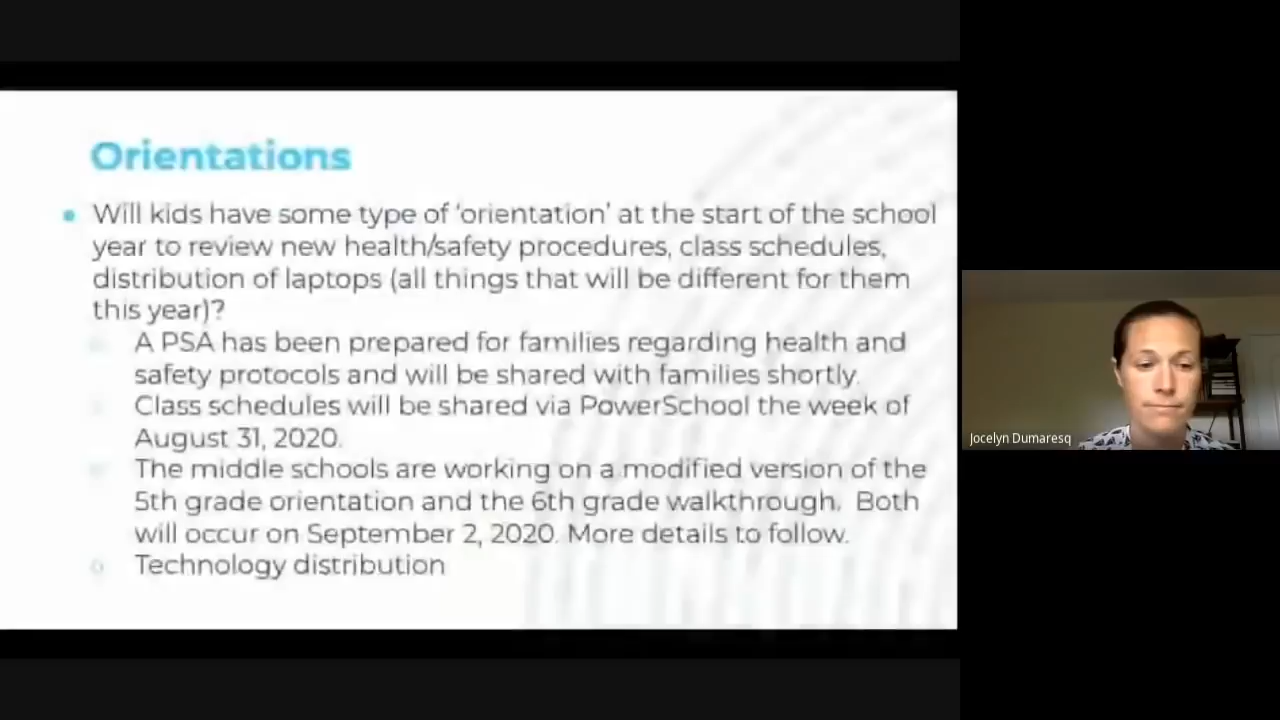 Orientations
Will kids have some type of ‘orientation’ at the start of the school
year to review new health/safety procedures, class schedules,
distribution of laptops (all things that will be different for them
this year)?
A PSA has been prepared for families regarding health and
safety protocols and will be shared with families shortly.
Class schedules will be shared via PowerSchool the week of
August 31, 2020.
The middle schools are working on a modified version of the
5th grade orientation and the 6th grade walkthrough. Both
will occur on September 2, 2020. More details to follow.
Technology distribution
Jocelyn Dumaresq